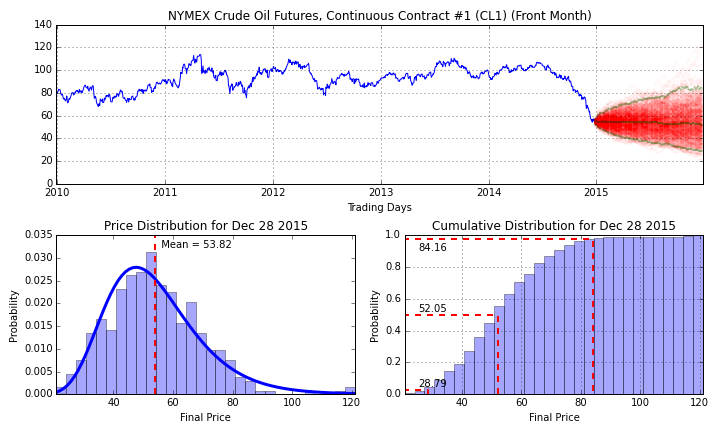 NYMEX Crude Oil Futures, Continuous Contract #1 (CL1) (Front Month)
140
120
100
80
60
40
20
0
2010 2011 2012 2013 2014 2015
Trading Days
Price Distribution for Dec 28 2015
0.035
0.030
0.025
0.020
0.015
0.010
0.005
0.000
Probability
Mean = 53.82
40 60 80 100 120
Final Price
Cumulative Distribution for Dec 28 2015
1.0
0.8
0.6
0.4
0.2
0.0
Probability
84.16
52.05
28.79
40 60 80 100 120
Final Price